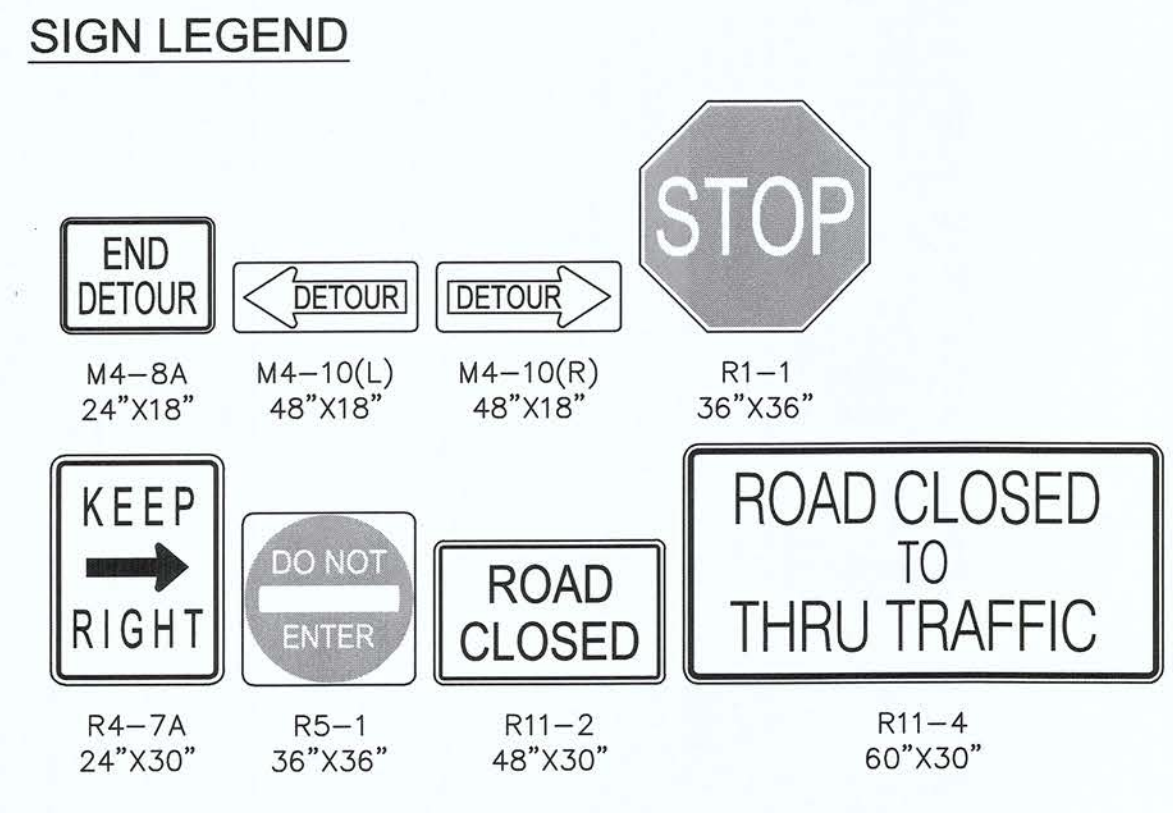 SIGN LEGEND
END
DETOUR
DETOUR
DETOUR
STOP
M4-8A
24"X18"
M4-10(L)
48"X18"
M4-10(R)
48"X18"
R1-1
36"X36"
KEEP
RIGHT
DO NOT
ENTER
ROAD
CLOSED
ROAD CLOSED
TO
THRU TRAFFIC
R4-7A
24"X30"
R5-1
36"X36"
R11-2
48"X30"
R11-4
60"X30"